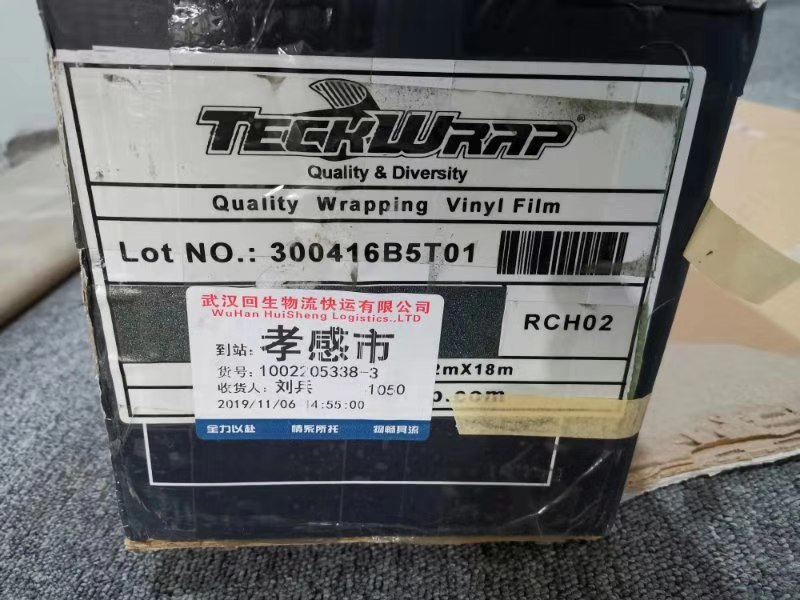 TECKWRAP®
Quality & Diversity
Quality Wrapping Vinyl Film
Lot NO.: 300416B5T01
武汉回生物流快运有限公司
WuHan HuiSheng Logistics.,LTD
RCH02
到站: 孝感市
2mX18m
货号: 1002205338-3
收货人: 刘兵 1050
p.com
2019/11/06 14:55:00
全力以赴 情系所托 物畅其流